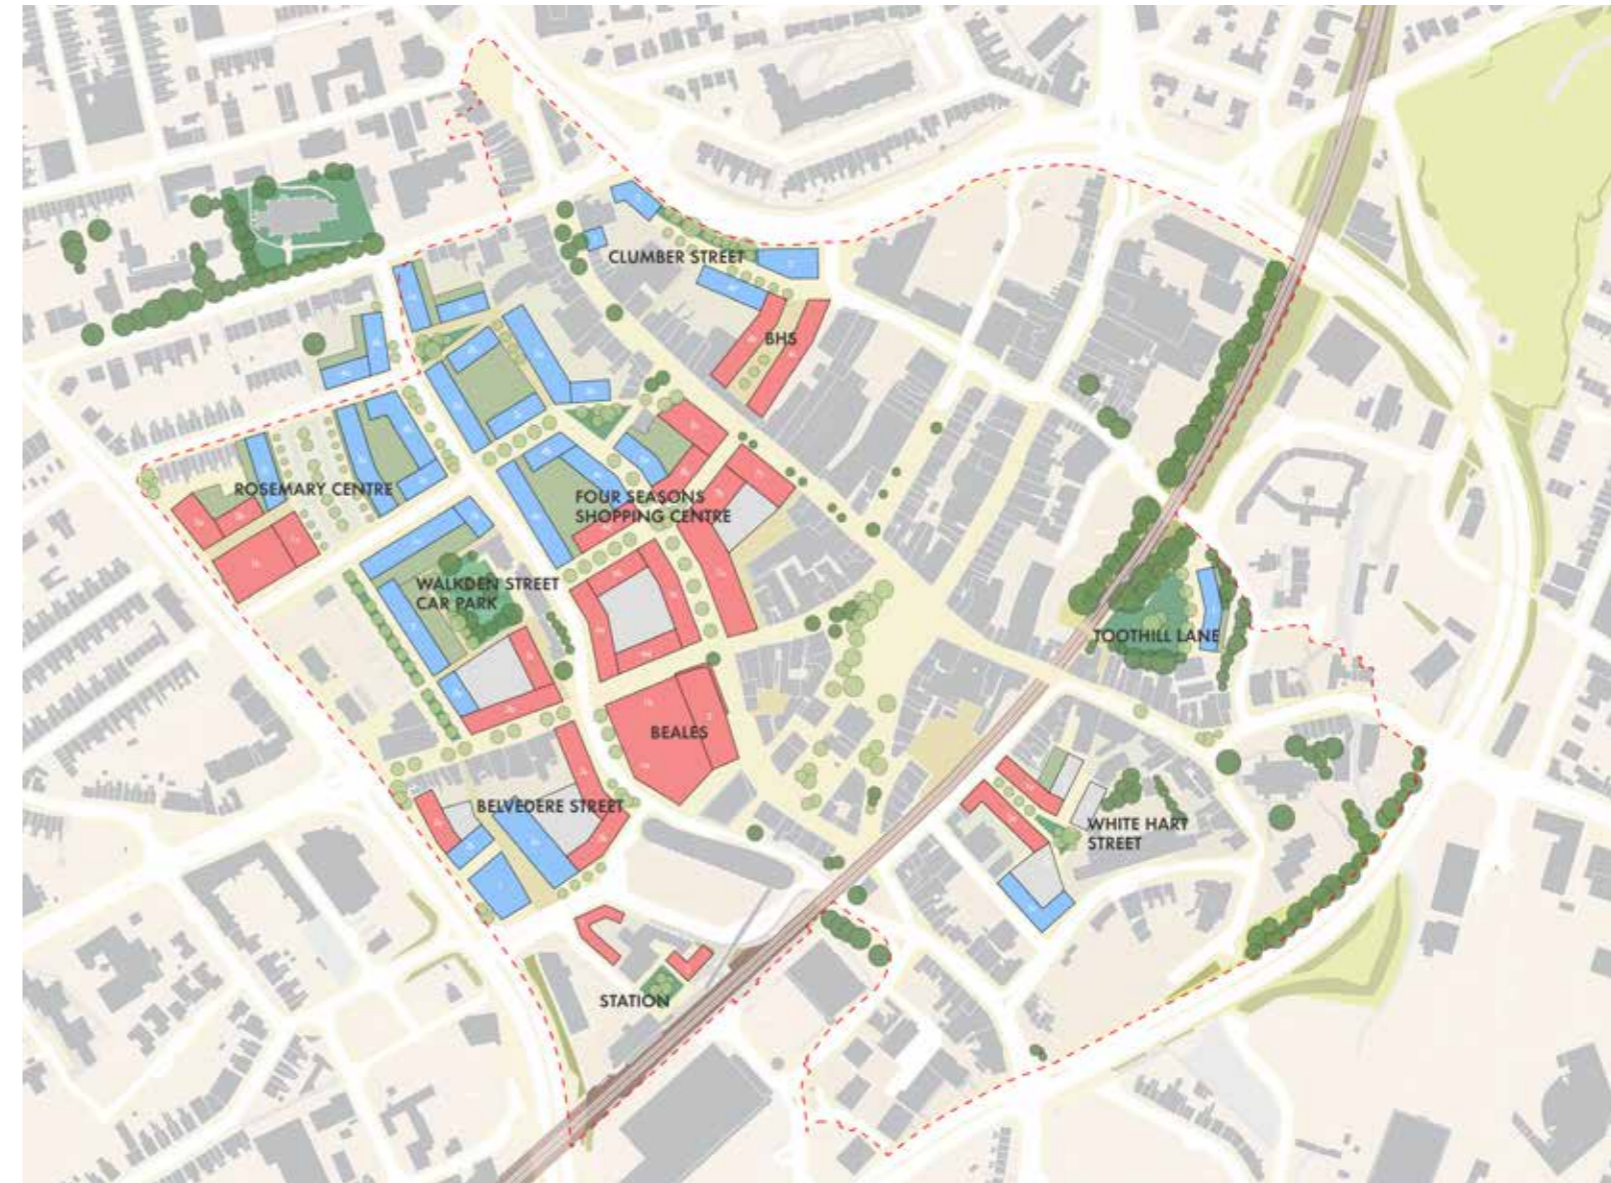 CLUMBER STREET
BHS
ROSEMARY CENTRE
FOUR SEASONS
SHOPPING CENTRE
WALKDEN STREET
CAR PARK
TOOTHILL LANE
BEALES
BELVEDERE STREET
WHITE HART
STREET
STATION